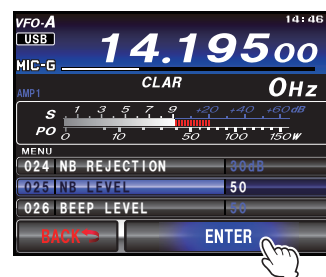 VFO-A 14:46
USB 14.19500
MIC-G
AMP1 CLAR 0Hz
S 1 3 5 7 9 +20 +40 +60dB
PO 0 10 50 100 150W
MENU
024 NB REJECTION 30dB
025 NB LEVEL 50
026 BEEP LEVEL 50
BACK ENTER